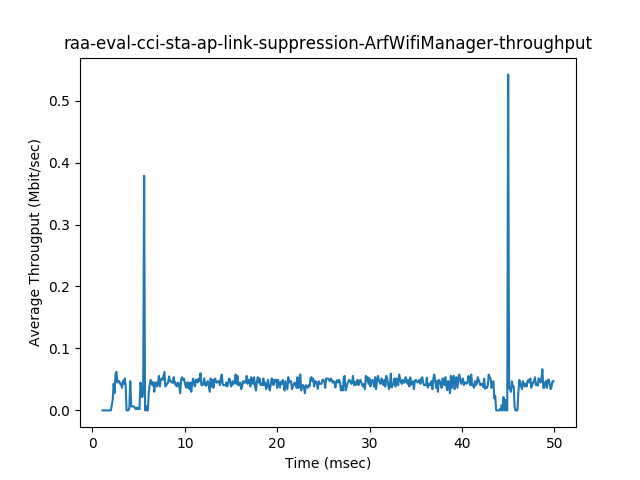 raa-eval-cci-sta-ap-link-suppression-ArfWifiManager-throughput
Average Througput (Mbit/sec)
0.5
0.4
0.3
0.2
0.1
0.0
0 10 20 30 40 50
Time (msec)